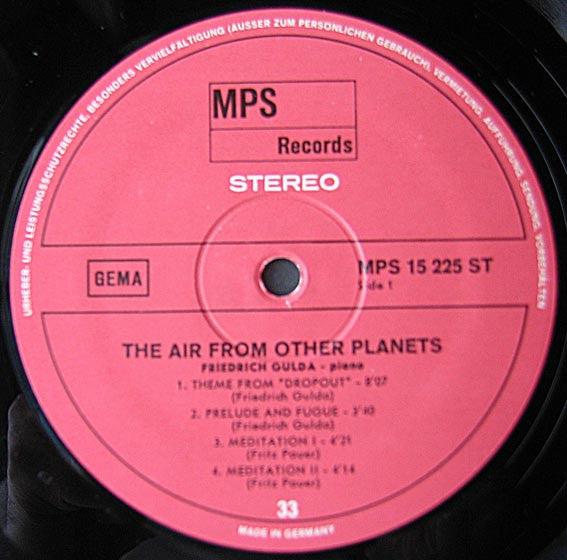 URHEBER- UND LEISTUNGSSCHUTZRECHTE, BESONDERS VERVIELFÄLTIGUNG (AUSSER ZUM PERSÖNLICHEN GEBRAUCH), VERMIETUNG, AUFFÜHRUNG, SENDUNG, VORBEHALTEN
MPS
Records
STEREO
GEMA
MPS 15 225 ST
Side 1
THE AIR FROM OTHER PLANETS
FRIEDRICH GULDA - piano
1. THEME FROM "DROPOUT" - 8'07
(Friedrich Gulda)
2. PRELUDE AND FUGUE - 3'40
(Friedrich Gulda)
3. MEDITATION I - 4'21
(Fritz Pauer)
4. MEDITATION II - 4'14
(Fritz Pauer)
33
MADE IN GERMANY